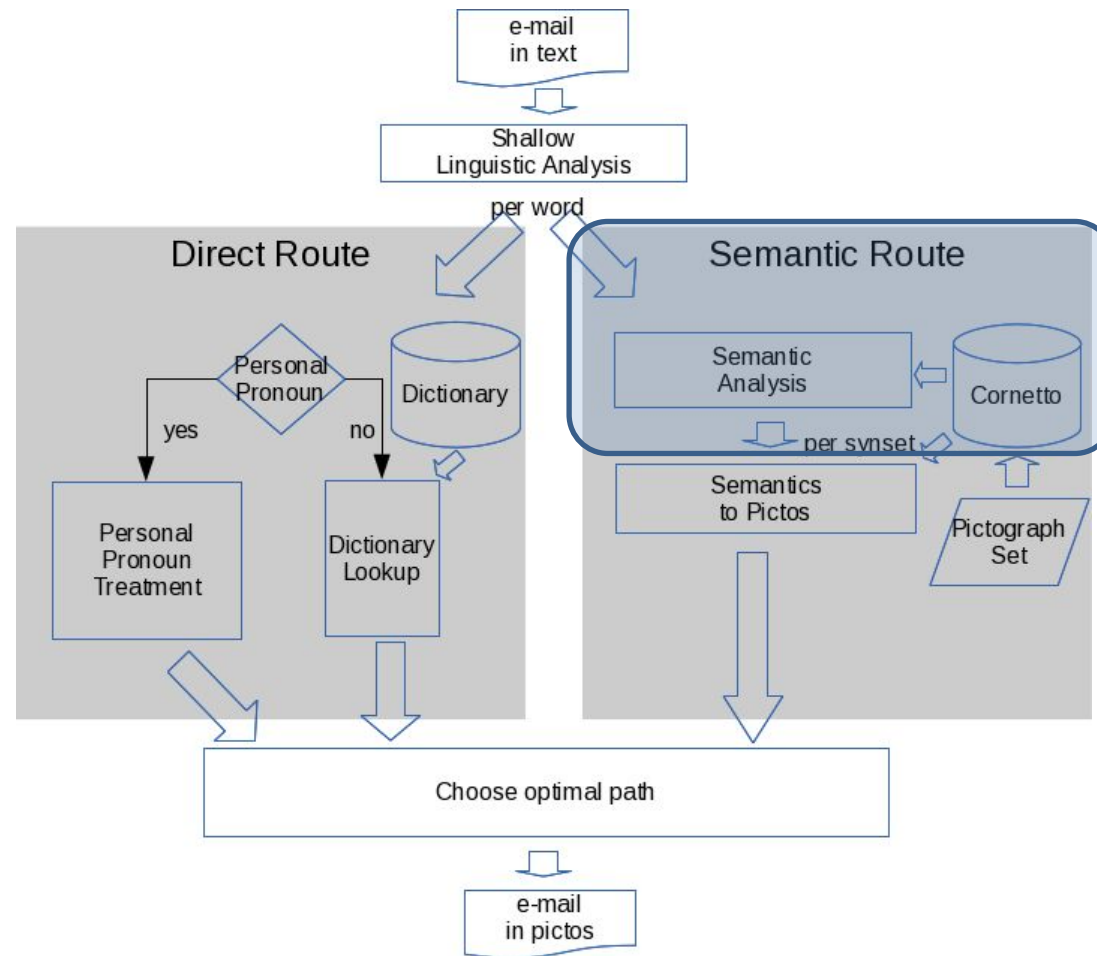 e-mail
in text
Shallow
Linguistic Analysis
per word
Direct Route
Personal
Pronoun
yes
no
Dictionary
Personal
Pronoun
Treatment
Dictionary
Lookup
Semantic Route
Semantic
Analysis
Cornetto
per synset
Semantics
to Pictos
Pictograph
Set
Choose optimal path
e-mail
in pictos